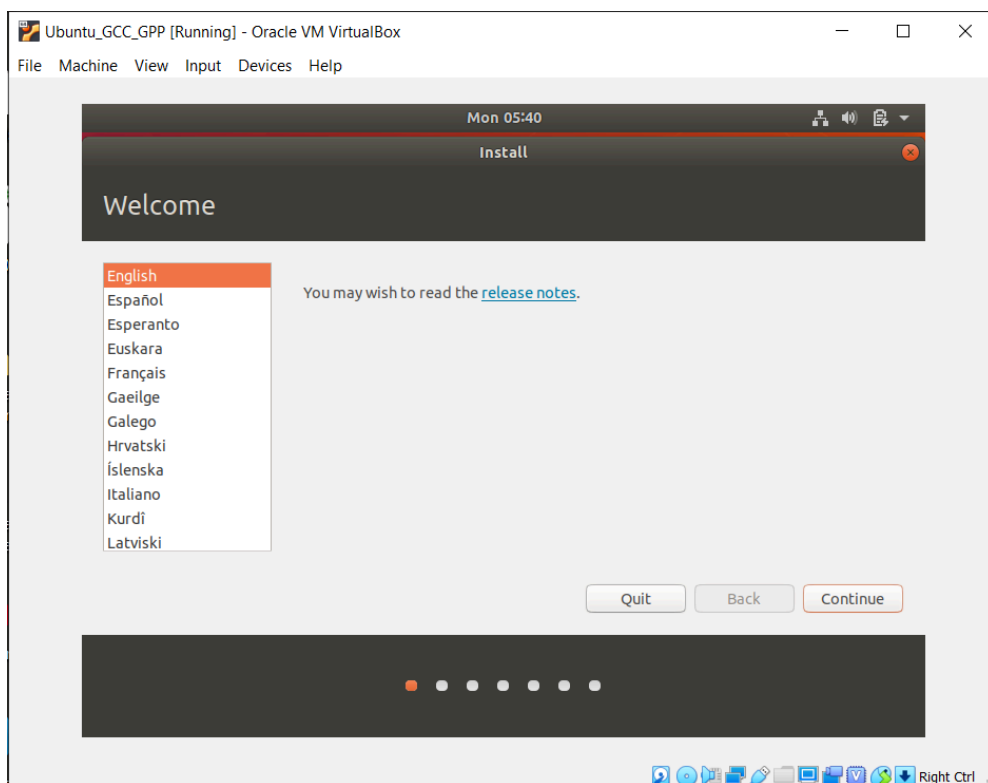 Ubuntu_GCC_GPP [Running] - Oracle VM VirtualBox
File Machine View Input Devices Help
Mon 05:40
Install
Welcome
English
You may wish to read the release notes.
Español
Esperanto
Euskara
Français
Gaeilge
Galego
Hrvatski
Íslenska
Italiano
Kurdî
Latviski
Quit Back Continue
Right Ctrl